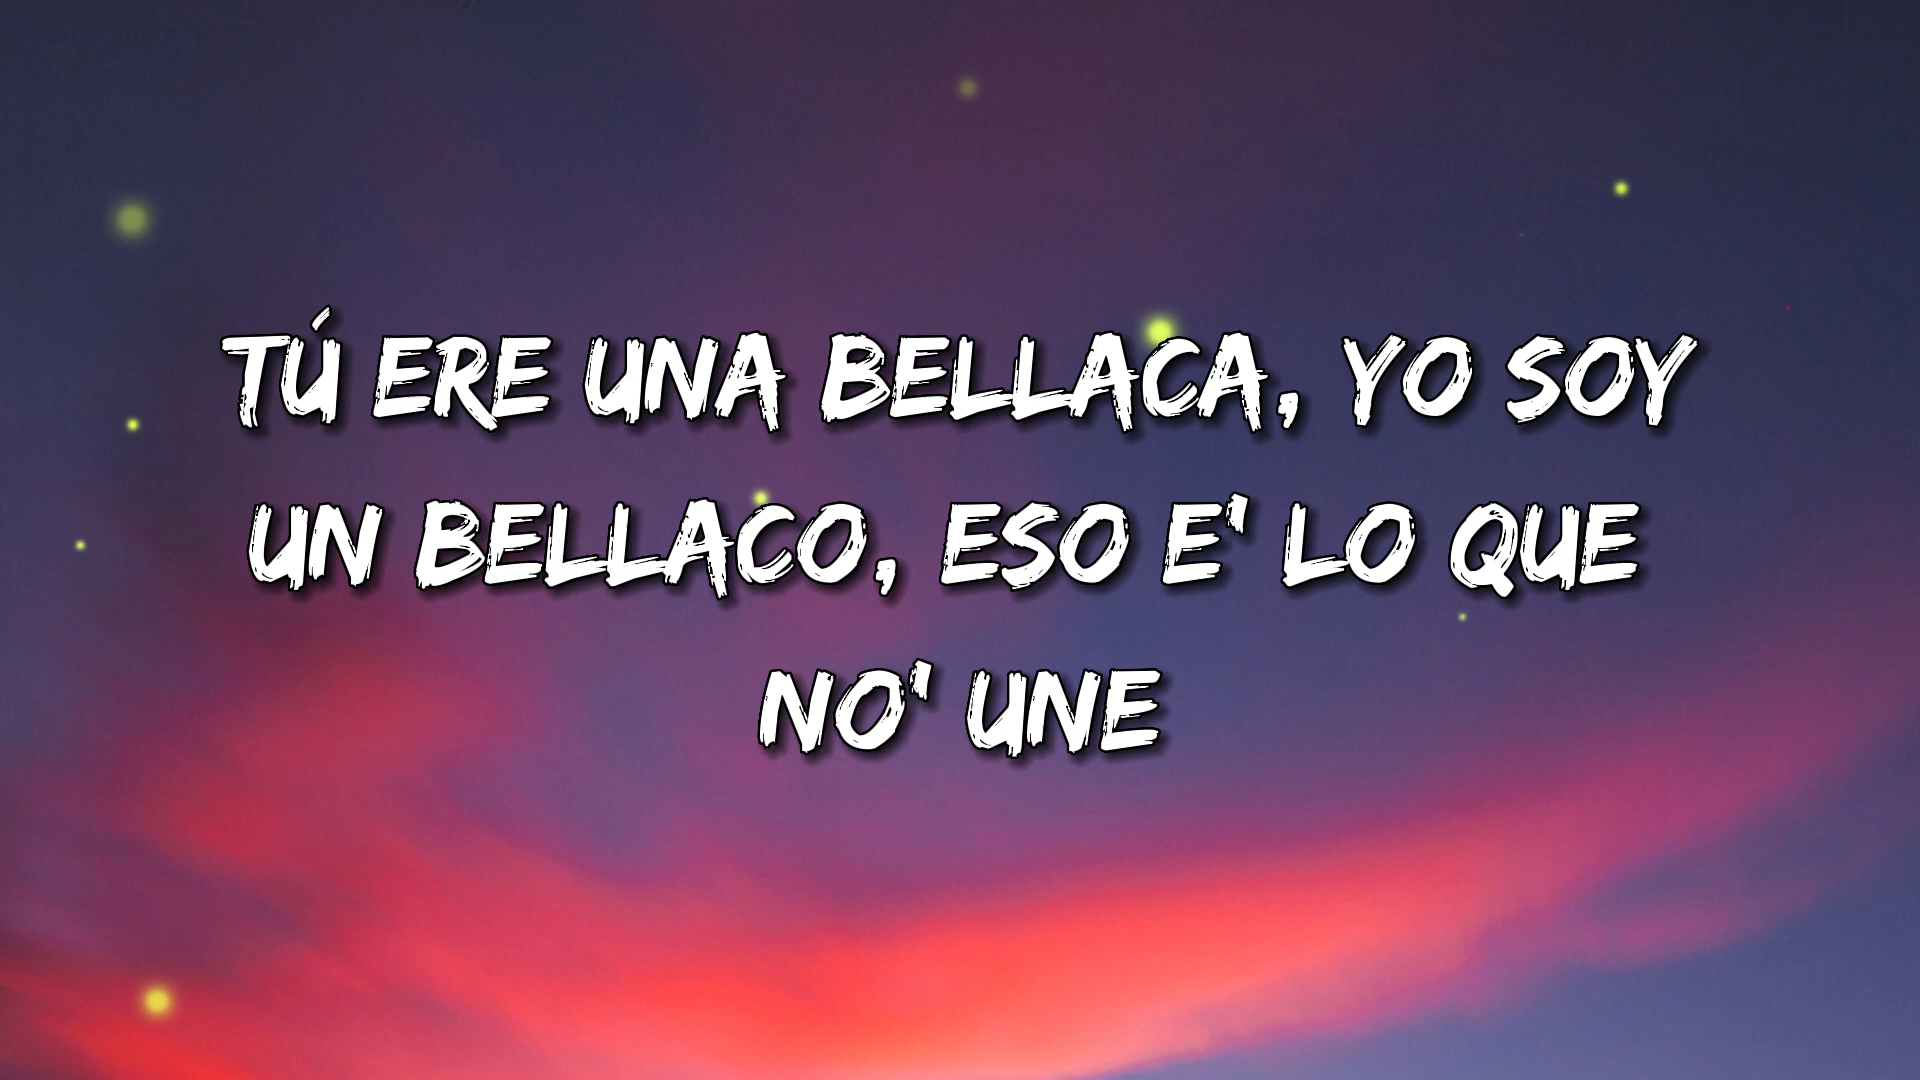 TÚ ERE UNA BELLACA, YO SOY
UN BELLACO, ESO E' LO QUE
NO' UNE